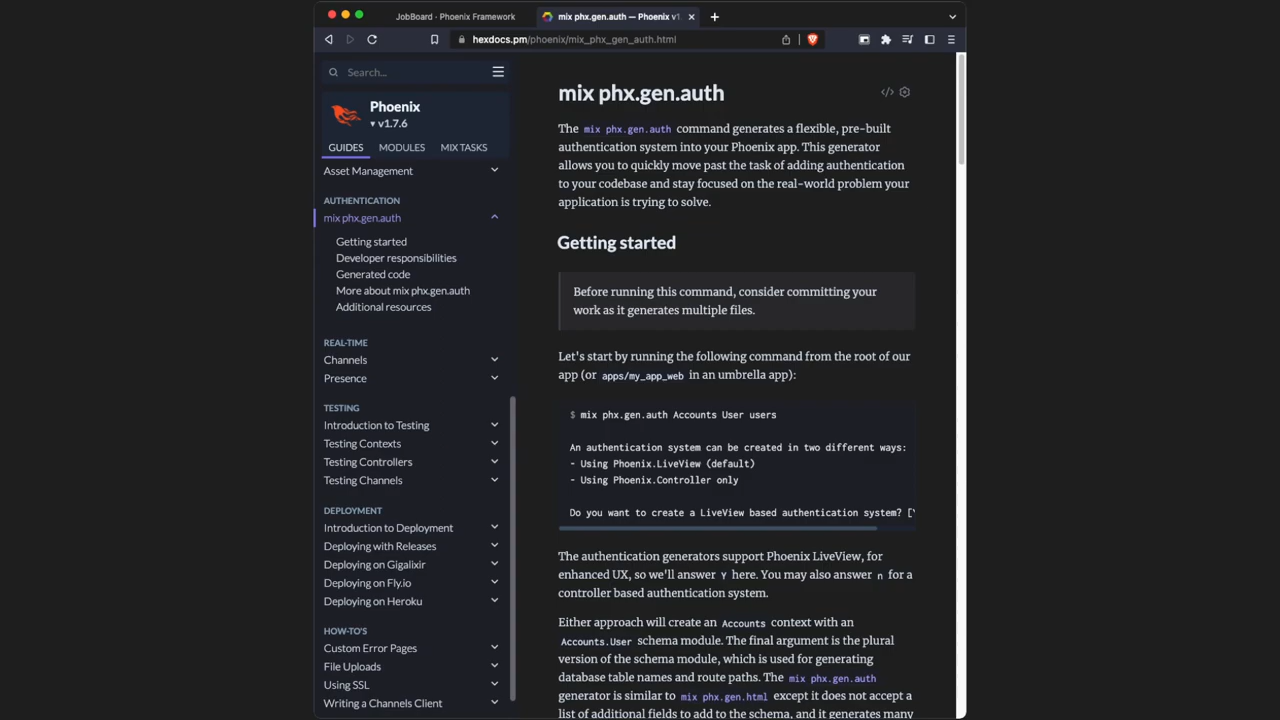 JobBoard · Phoenix Framework
mix phx.gen.auth — Phoenix v1.
hexdocs.pm/phoenix/mix_phx_gen_auth.html
Search...
Phoenix
v1.7.6
GUIDES
MODULES
MIX TASKS
Asset Management
AUTHENTICATION
mix phx.gen.auth
Getting started
Developer responsibilities
Generated code
More about mix phx.gen.auth
Additional resources
REAL-TIME
Channels
Presence
TESTING
Introduction to Testing
Testing Contexts
Testing Controllers
Testing Channels
DEPLOYMENT
Introduction to Deployment
Deploying with Releases
Deploying on Gigalixir
Deploying on Fly.io
Deploying on Heroku
HOW-TO'S
Custom Error Pages
File Uploads
Using SSL
Writing a Channels Client
mix phx.gen.auth
The mix phx.gen.auth command generates a flexible, pre-built
authentication system into your Phoenix app. This generator
allows you to quickly move past the task of adding authentication
to your codebase and stay focused on the real-world problem your
application is trying to solve.
Getting started
Before running this command, consider committing your
work as it generates multiple files.
Let's start by running the following command from the root of our
app (or apps/my_app_web in an umbrella app):
$ mix phx.gen.auth Accounts User users
An authentication system can be created in two different ways:
- Using Phoenix.LiveView (default)
- Using Phoenix.Controller only
Do you want to create a LiveView based authentication system? [Y
The authentication generators support Phoenix LiveView, for
enhanced UX, so we'll answer Y here. You may also answer n for a
controller based authentication system.
Either approach will create an Accounts context with an
Accounts.User schema module. The final argument is the plural
version of the schema module, which is used for generating
database table names and route paths. The mix phx.gen.auth
generator is similar to mix phx.gen.html except it does not accept a
list of additional fields to add to the schema, and it generates many